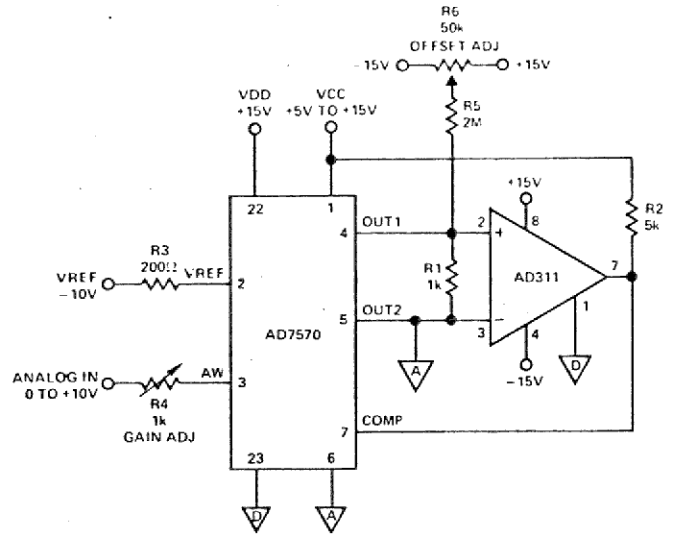 R6
50k
OFFSET ADJ
-15V
+15V
VDD
+15V
VCC
+5V TO +15V
R5
2M
22
1
4
OUT1
2
+
+15V
8
R2
5k
R3
200Ω
VREF
-10V
VREF
2
R1
1k
AD311
7
AD7570
5
OUT2
3
−
1
4
-15V
A
D
ANALOG IN
0 TO +10V
AW
3
R4
1k
GAIN ADJ
COMP
7
23
6
D
A